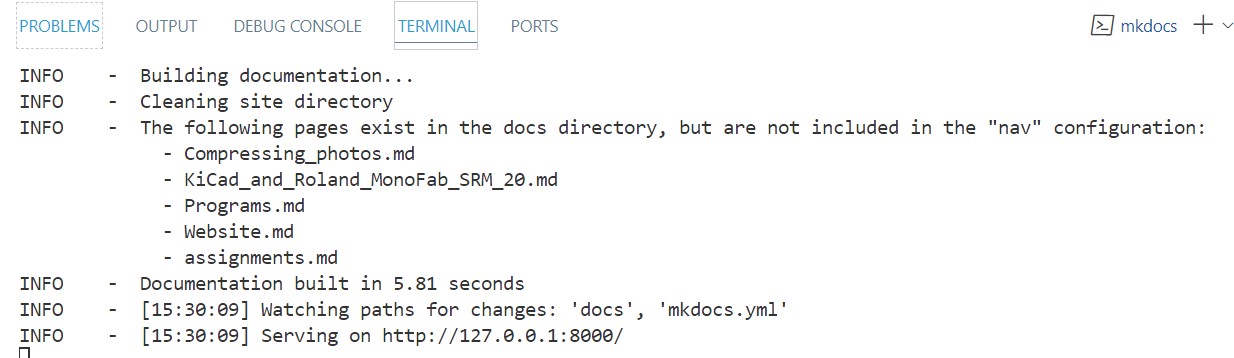 PROBLEMS OUTPUT DEBUG CONSOLE TERMINAL PORTS mkdocs
INFO - Building documentation...
INFO - Cleaning site directory
INFO - The following pages exist in the docs directory, but are not included in the "nav" configuration:
- Compressing_photos.md
- KiCad_and_Roland_MonoFab_SRM_20.md
- Programs.md
- Website.md
- assignments.md
INFO - Documentation built in 5.81 seconds
INFO - [15:30:09] Watching paths for changes: 'docs', 'mkdocs.yml'
INFO - [15:30:09] Serving on http://127.0.0.1:8000/